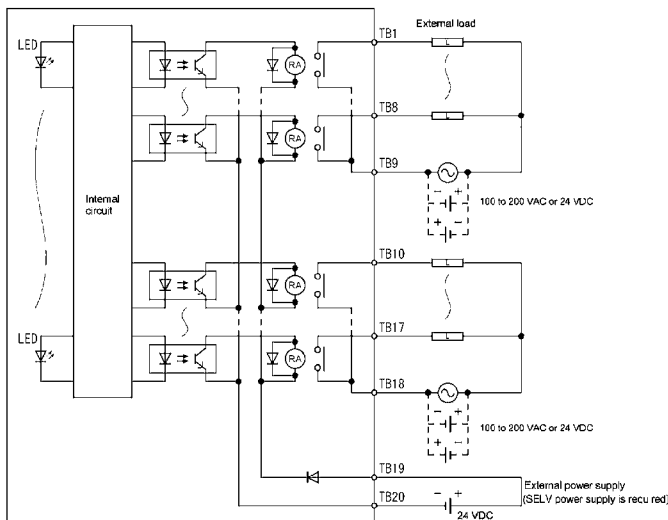 External load
LED
TB1
RA
L
TB8
RA
L
TB9
Internal
circuit
100 to 200 VAC or 24 VDC
TB10
RA
L
LED
TB17
RA
L
TB18
100 to 200 VAC or 24 VDC
TB19
External power supply
(SELV power supply is recu red)
TB20
24 VDC